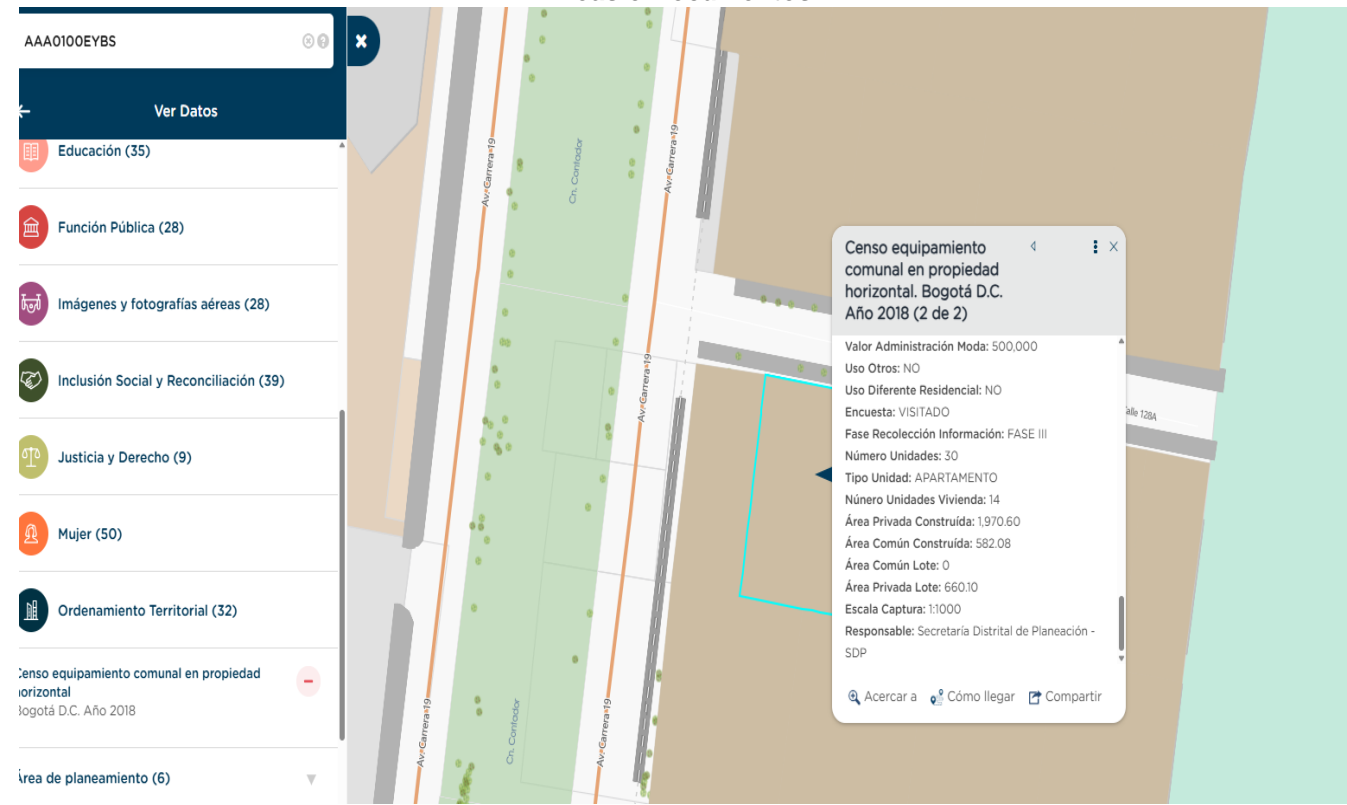 AAA0100EYBS
Ver Datos
Educación (35)
Función Pública (28)
Imágenes y fotografías aéreas (28)
Inclusión Social y Reconciliación (39)
Justicia y Derecho (9)
Mujer (50)
Ordenamiento Territorial (32)
Censo equipamiento comunal en propiedad
horizontal
Bogotá D.C. Año 2018
Área de planeamiento (6)
Av. Carrera 19
Cn. Contador
Av. Carrera 19
Av. Carrera 19
Av. Carrera 19
Cn. Contador
Av. Carrera 19
Calle 128A
Censo equipamiento
comunal en propiedad
horizontal. Bogotá D.C.
Año 2018 (2 de 2)
Valor Administración Moda: 500,000
Uso Otros: NO
Uso Diferente Residencial: NO
Encuesta: VISITADO
Fase Recolección Información: FASE III
Número Unidades: 30
Tipo Unidad: APARTAMENTO
Núnero Unidades Vivienda: 14
Área Privada Construída: 1,970.60
Área Común Construída: 582.08
Área Común Lote: 0
Área Privada Lote: 660.10
Escala Captura: 1:1000
Responsable: Secretaría Distrital de Planeación -
SDP
Acercar a Cómo llegar Compartir